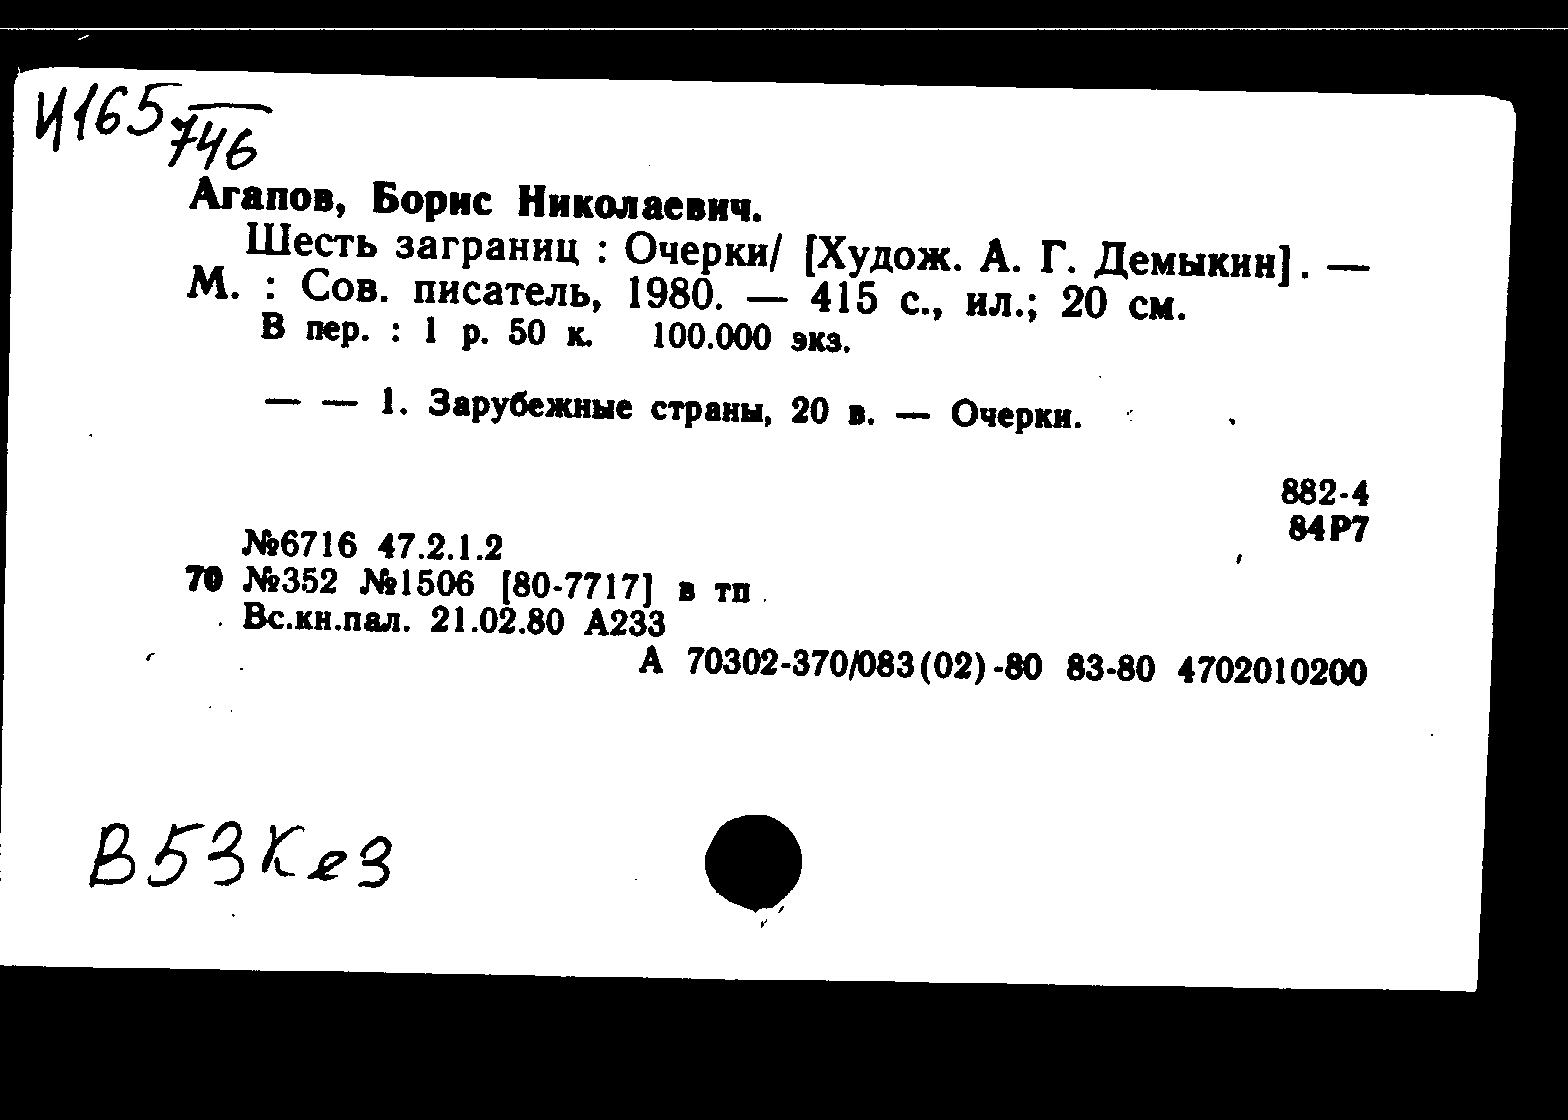 Ч165
746
Агапов, Борис Николаевич.
Шесть заграниц : Очерки/ [Худож. А. Г. Демыкин]. —
М. : Сов. писатель, 1980. — 415 с., ил.; 20 см.
В пер. : 1 р. 50 к. 100.000 экз.
— — 1. Зарубежные страны, 20 в. — Очерки.
882-4
84Р7
№6716 47.2.1.2
70 №352 №1506 [80-7717] в тп
Вс.кн.пал. 21.02.80 А233
А 70302-370/083(02)-80 83-80 4702010200
В53Кез